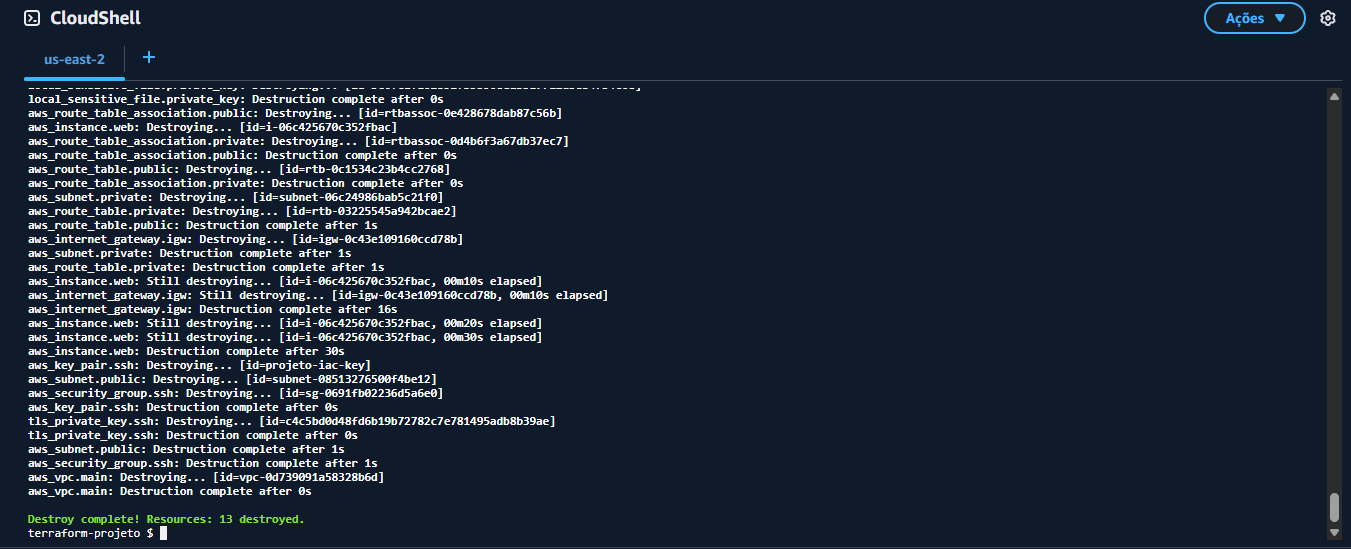 CloudShell
Ações
us-east-2
+
local_sensitive_file.private_key: Destruction complete after 0s
aws_route_table_association.public: Destroying... [id=rtbassoc-0e428678dab87c56b]
aws_instance.web: Destroying... [id=i-06c425670c352fbac]
aws_route_table_association.private: Destroying... [id=rtbassoc-0d4b6f3a67db37ec7]
aws_route_table_association.public: Destruction complete after 0s
aws_route_table.public: Destroying... [id=rtb-0c1534c23b4cc2768]
aws_route_table_association.private: Destruction complete after 0s
aws_subnet.private: Destroying... [id=subnet-06c24986bab5c21f0]
aws_route_table.private: Destroying... [id=rtb-03225545a942bcae2]
aws_route_table.public: Destruction complete after 1s
aws_internet_gateway.igw: Destroying... [id=igw-0c43e109160ccd78b]
aws_subnet.private: Destruction complete after 1s
aws_route_table.private: Destruction complete after 1s
aws_instance.web: Still destroying... [id=i-06c425670c352fbac, 00m10s elapsed]
aws_internet_gateway.igw: Still destroying... [id=igw-0c43e109160ccd78b, 00m10s elapsed]
aws_internet_gateway.igw: Destruction complete after 16s
aws_instance.web: Still destroying... [id=i-06c425670c352fbac, 00m20s elapsed]
aws_instance.web: Still destroying... [id=i-06c425670c352fbac, 00m30s elapsed]
aws_instance.web: Destruction complete after 30s
aws_key_pair.ssh: Destroying... [id=projeto-iac-key]
aws_subnet.public: Destroying... [id=subnet-08513276500f4be12]
aws_security_group.ssh: Destroying... [id=sg-0691fb02236d5a6e0]
aws_key_pair.ssh: Destruction complete after 0s
tls_private_key.ssh: Destroying... [id=c4c5bd0d48fd6b19b72782c7e781495adb8b39ae]
tls_private_key.ssh: Destruction complete after 0s
aws_subnet.public: Destruction complete after 1s
aws_security_group.ssh: Destruction complete after 1s
aws_vpc.main: Destroying... [id=vpc-0d739091a58328b6d]
aws_vpc.main: Destruction complete after 0s
Destroy complete! Resources: 13 destroyed.
terraform-projeto $